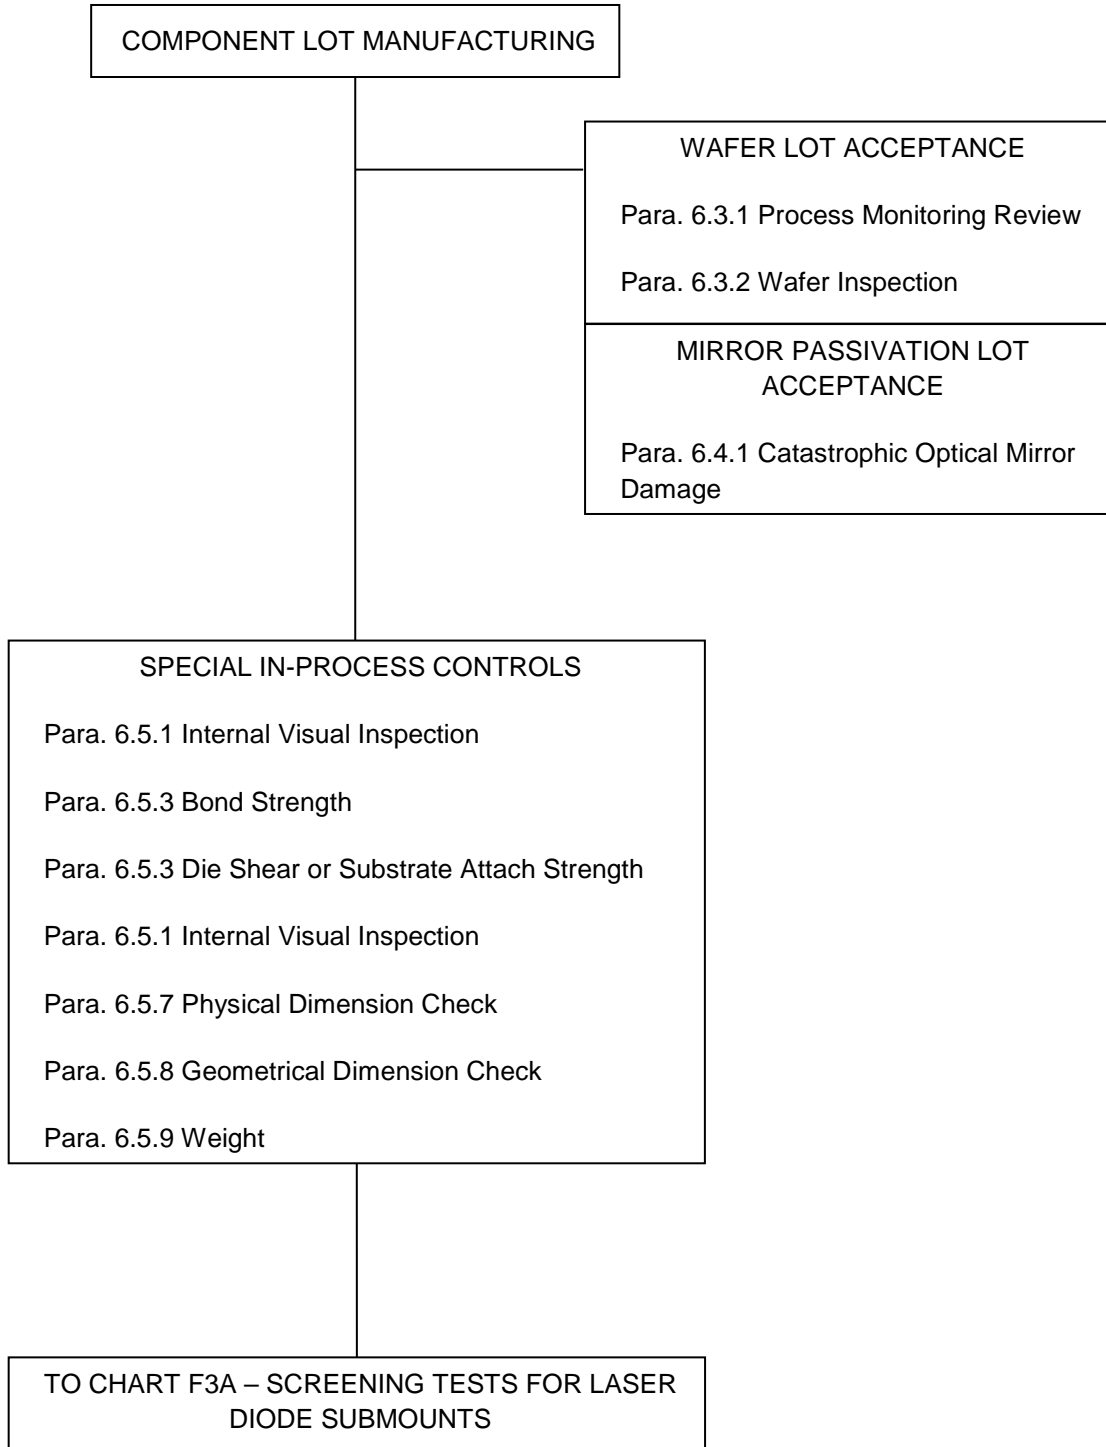 COMPONENT LOT MANUFACTURING
WAFER LOT ACCEPTANCE
Para. 6.3.1 Process Monitoring Review
Para. 6.3.2 Wafer Inspection
MIRROR PASSIVATION LOT
ACCEPTANCE
Para. 6.4.1 Catastrophic Optical Mirror
Damage
SPECIAL IN-PROCESS CONTROLS
Para. 6.5.1 Internal Visual Inspection
Para. 6.5.3 Bond Strength
Para. 6.5.3 Die Shear or Substrate Attach Strength
Para. 6.5.1 Internal Visual Inspection
Para. 6.5.7 Physical Dimension Check
Para. 6.5.8 Geometrical Dimension Check
Para. 6.5.9 Weight
TO CHART F3A – SCREENING TESTS FOR LASER
DIODE SUBMOUNTS